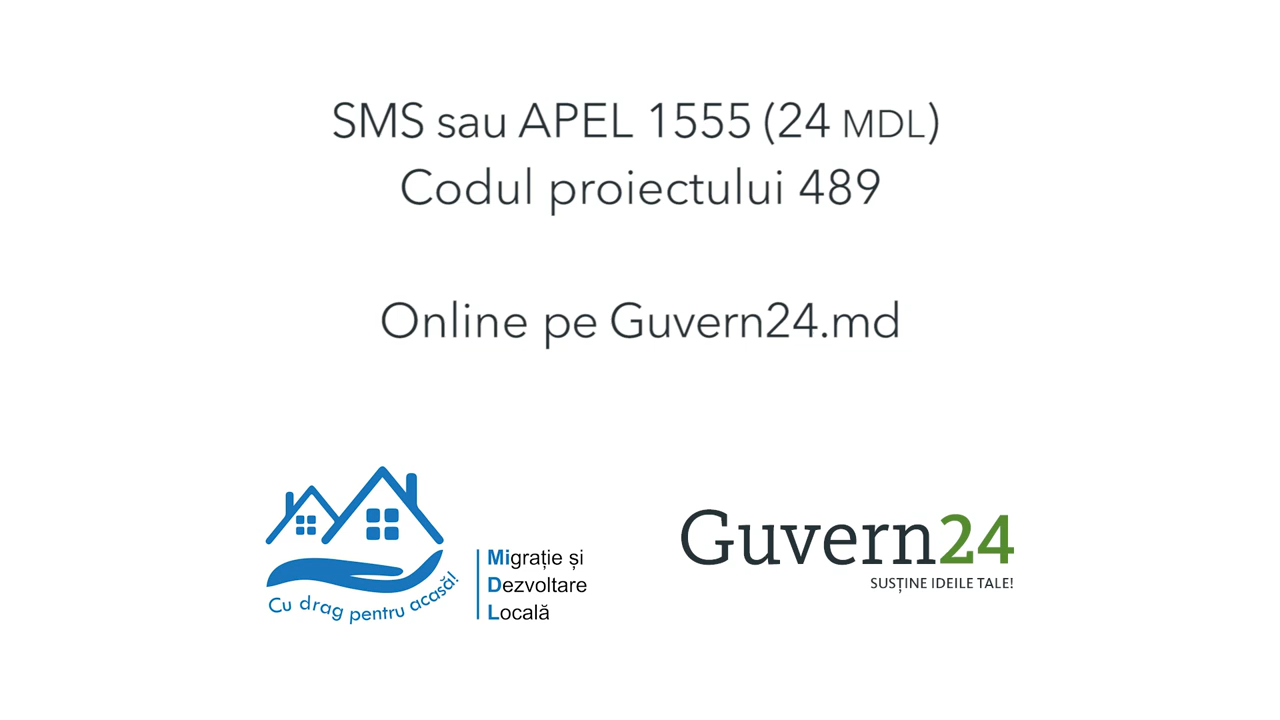 SMS sau APEL 1555 (24 MDL)
Codul proiectului 489
Online pe Guvern24.md
Cu drag pentru acasă!
Migrație și
Dezvoltare
Locală
Guvern24
SUSȚINE IDEILE TALE!